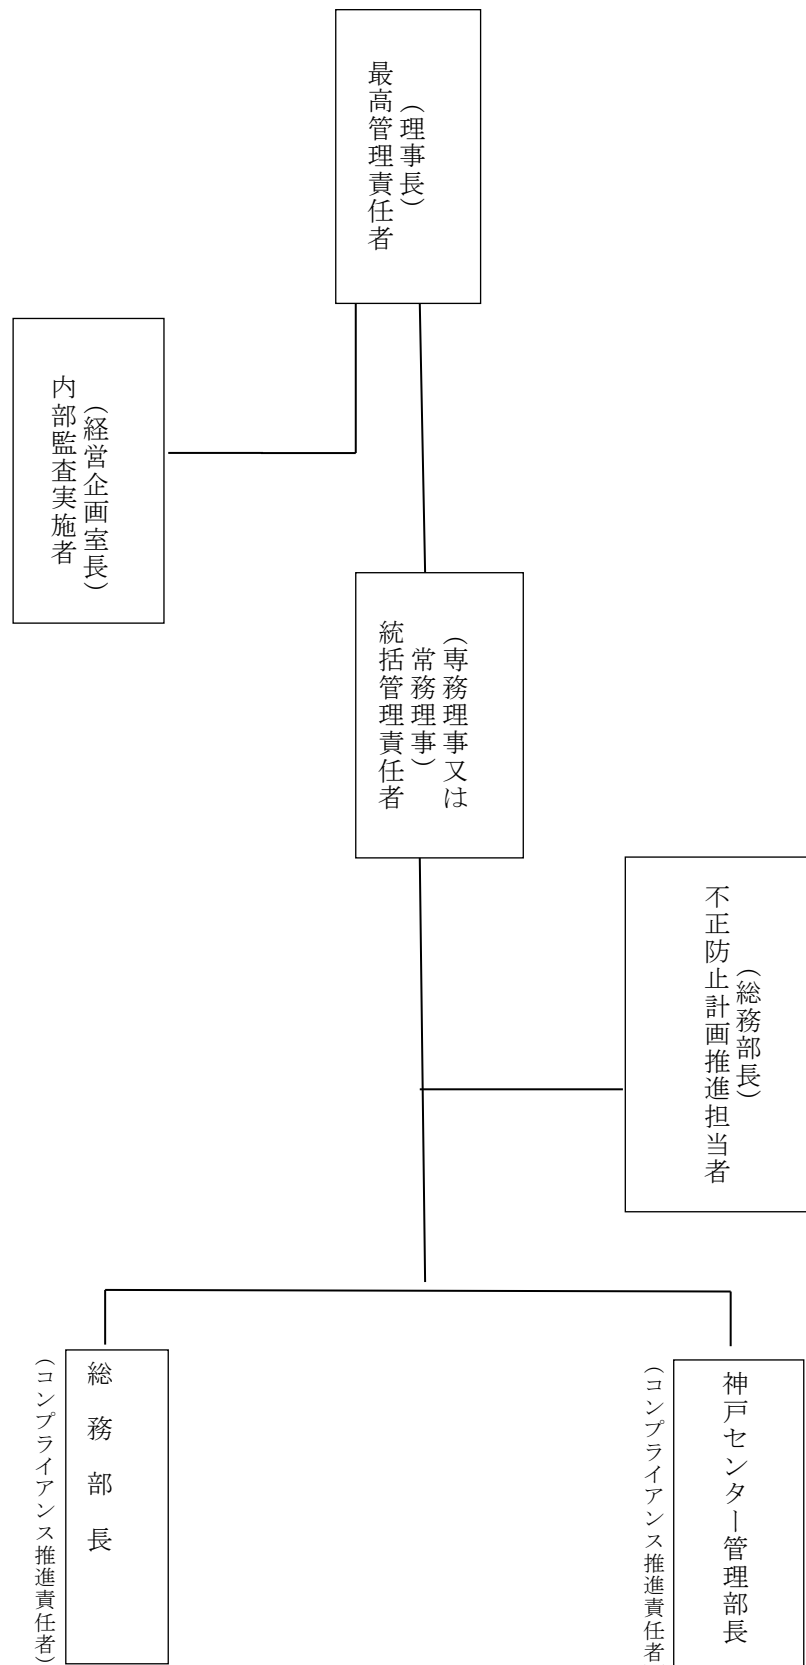 （理事長）
最高管理責任者
（経営企画室長）
内部監査実施者
（専務理事又は
常務理事）
統括管理責任者
（総務部長）
不正防止計画推進担当者
神戸センター管理部長
（コンプライアンス推進責任者
総務部長
（コンプライアンス推進責任者）